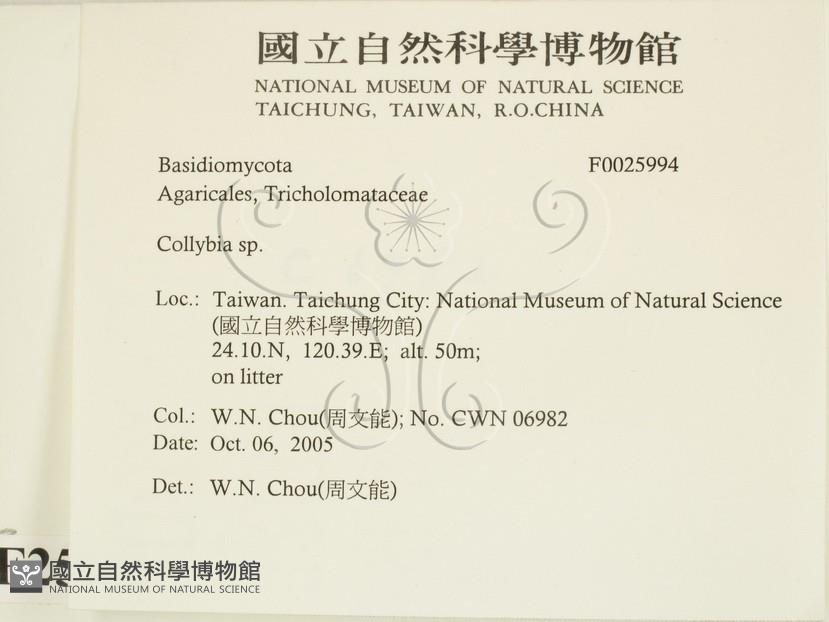 國立自然科學博物館
NATIONAL MUSEUM OF NATURAL SCIENCE
TAICHUNG, TAIWAN, R.O.CHINA
Basidiomycota F0025994
Agaricales, Tricholomataceae
Collybia sp.
Loc.: Taiwan. Taichung City: National Museum of Natural Science
(國立自然科學博物館)
24.10.N, 120.39.E; alt. 50m;
on litter
Col.: W.N. Chou(周文能); No. CWN 06982
Date: Oct. 06, 2005
Det.: W.N. Chou(周文能)
國立自然科學博物館
NATIONAL MUSEUM OF NATURAL SCIENCE